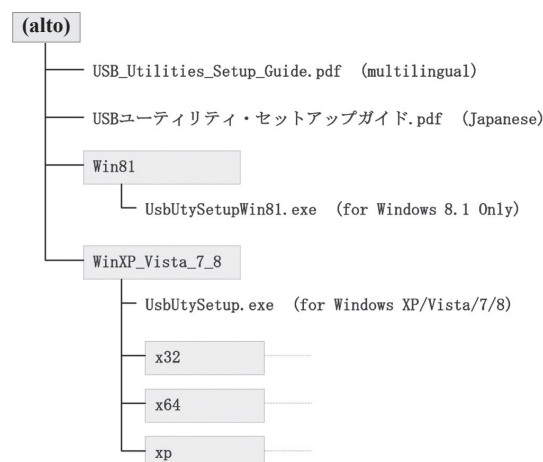 (alto)
USB_Utilities_Setup_Guide.pdf (multilingual)
USBユーティリティ・セットアップガイド.pdf (Japanese)
Win81
UsbUtySetupWin81.exe (for Windows 8.1 Only)
WinXP_Vista_7_8
UsbUtySetup.exe (for Windows XP/Vista/7/8)
x32
x64
xp